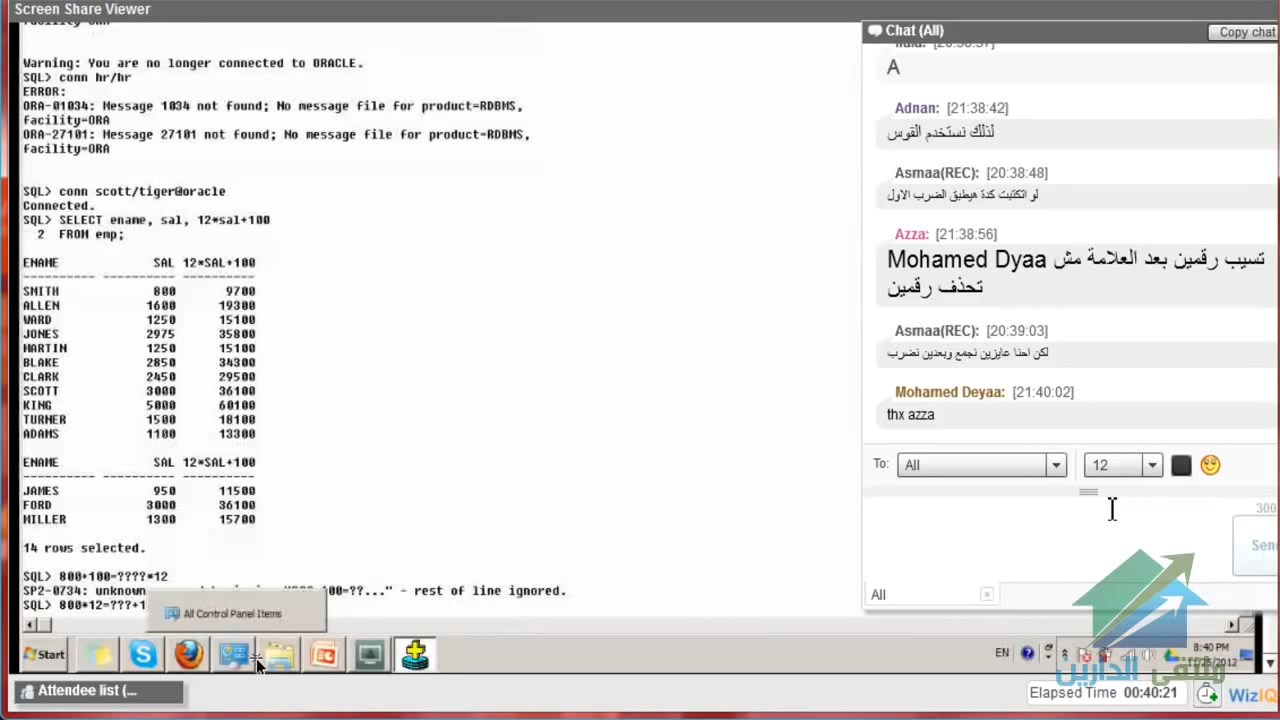 Screen Share Viewer
Warning: You are no longer connected to ORACLE.
SQL> conn hr/hr
ERROR:
ORA-01034: Message 1034 not found; No message file for product=RDBMS,
facility=ORA
ORA-27101: Message 27101 not found; No message file for product=RDBMS,
facility=ORA
SQL> conn scott/tiger@oracle
Connected.
SQL> SELECT ename, sal, 12*sal+100
2 FROM emp;
ENAME SAL 12*SAL+100
---------- ---------- ----------
SMITH 800 9700
ALLEN 1600 19300
WARD 1250 15100
JONES 2975 35800
MARTIN 1250 15100
BLAKE 2850 34300
CLARK 2450 29500
SCOTT 3000 36100
KING 5000 60100
TURNER 1500 18100
ADAMS 1100 13300
ENAME SAL 12*SAL+100
---------- ---------- ----------
JAMES 950 11500
FORD 3000 36100
MILLER 1300 15700
14 rows selected.
SQL> 800+100=????*12
SP2-0734: unknown =??..." - rest of line ignored.
SQL> 800*12=???+1
All Control Panel Items
Start
EN
8:40 PM
11/25/2012
Chat (All)
Copy chat
A
Adnan: [21:38:42]
لذلك نستخدم القوس
Asmaa(REC): [20:38:48]
لو اتكتبت كدة هيطبق الضرب الاول
Azza: [21:38:56]
Mohamed Dyaa تسيب رقمين بعد العلامة مش
تحذف رقمين
Asmaa(REC): [20:39:03]
لكن احنا عايزين نجمع وبعدين نضرب
Mohamed Deyaa: [21:40:02]
thx azza
To: All 12
300
Sen
All
ملتقى الدارين
Attendee list (...
Elapsed Time 00:40:21
WizIQ